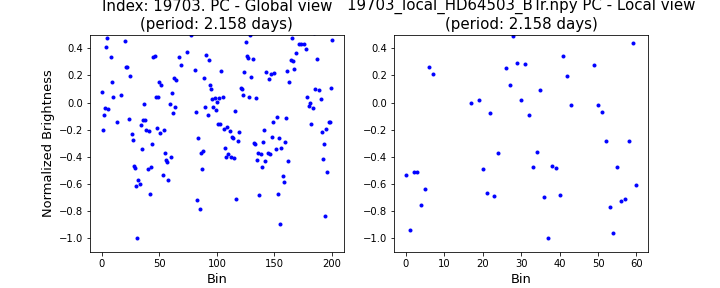 Index: 19703. PC - Global view
(period: 2.158 days)
19703_local_HD64503_BTr.npy PC - Local view
(period: 2.158 days)
Normalized Brightness
0.4
0.2
0.0
−0.2
−0.4
−0.6
−0.8
−1.0
0 50 100 150 200
Bin
0.4
0.2
0.0
−0.2
−0.4
−0.6
−0.8
−1.0
0 10 20 30 40 50 60
Bin